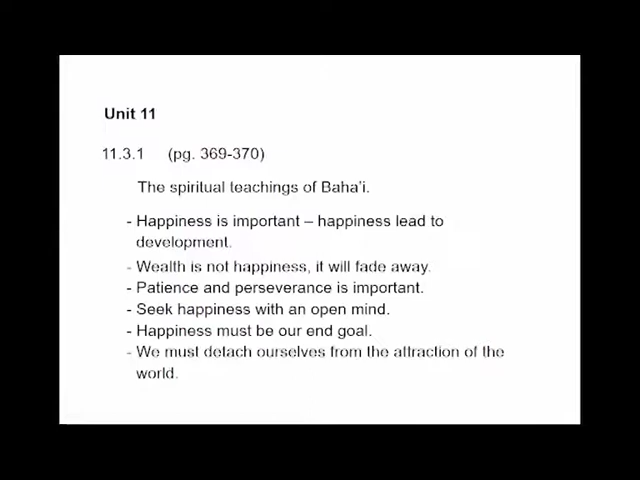 Unit 11
11.3.1 (pg. 369-370)
The spiritual teachings of Baha'i.
- Happiness is important – happiness lead to
development.
- Wealth is not happiness, it will fade away.
- Patience and perseverance is important.
- Seek happiness with an open mind.
- Happiness must be our end goal.
- We must detach ourselves from the attraction of the
world.